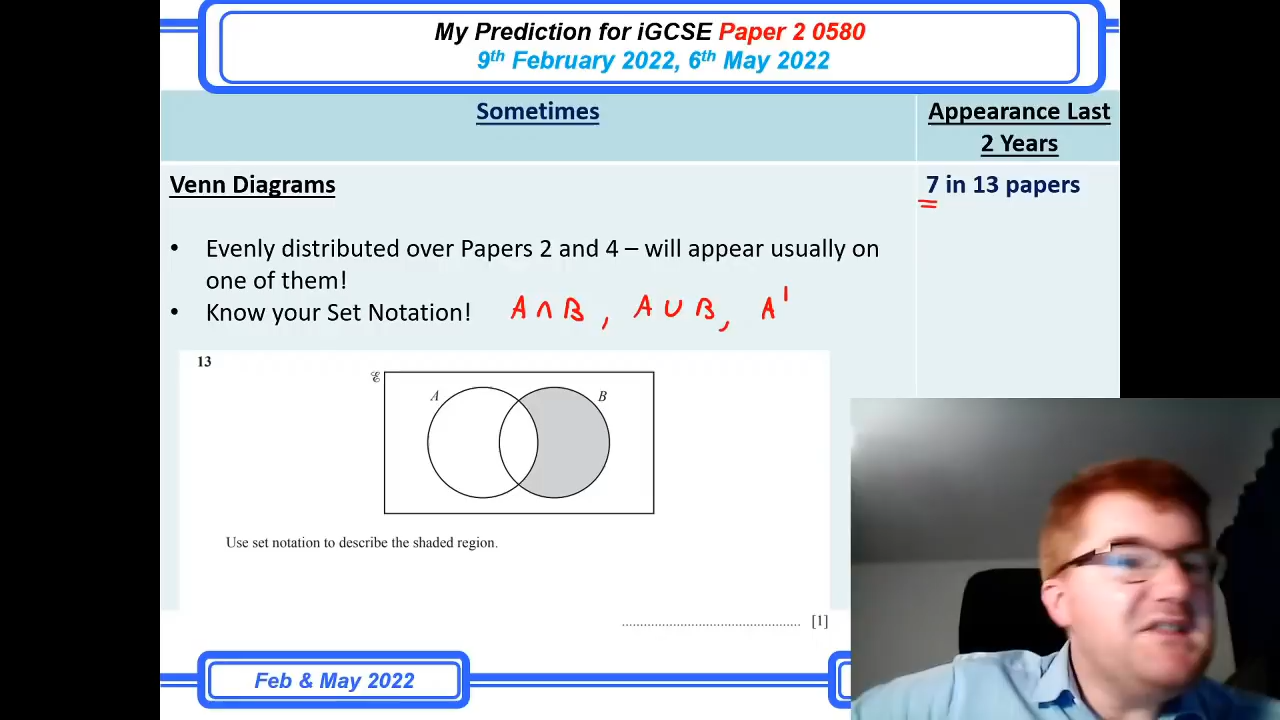 My Prediction for iGCSE Paper 2 0580
9th February 2022, 6th May 2022
Sometimes
Appearance Last
2 Years
Venn Diagrams
7 in 13 papers
• Evenly distributed over Papers 2 and 4 – will appear usually on
one of them!
• Know your Set Notation! A ∩ B , A ∪ B , A'
13
ℰ
A
B
Use set notation to describe the shaded region.
................................................ [1]
Feb & May 2022